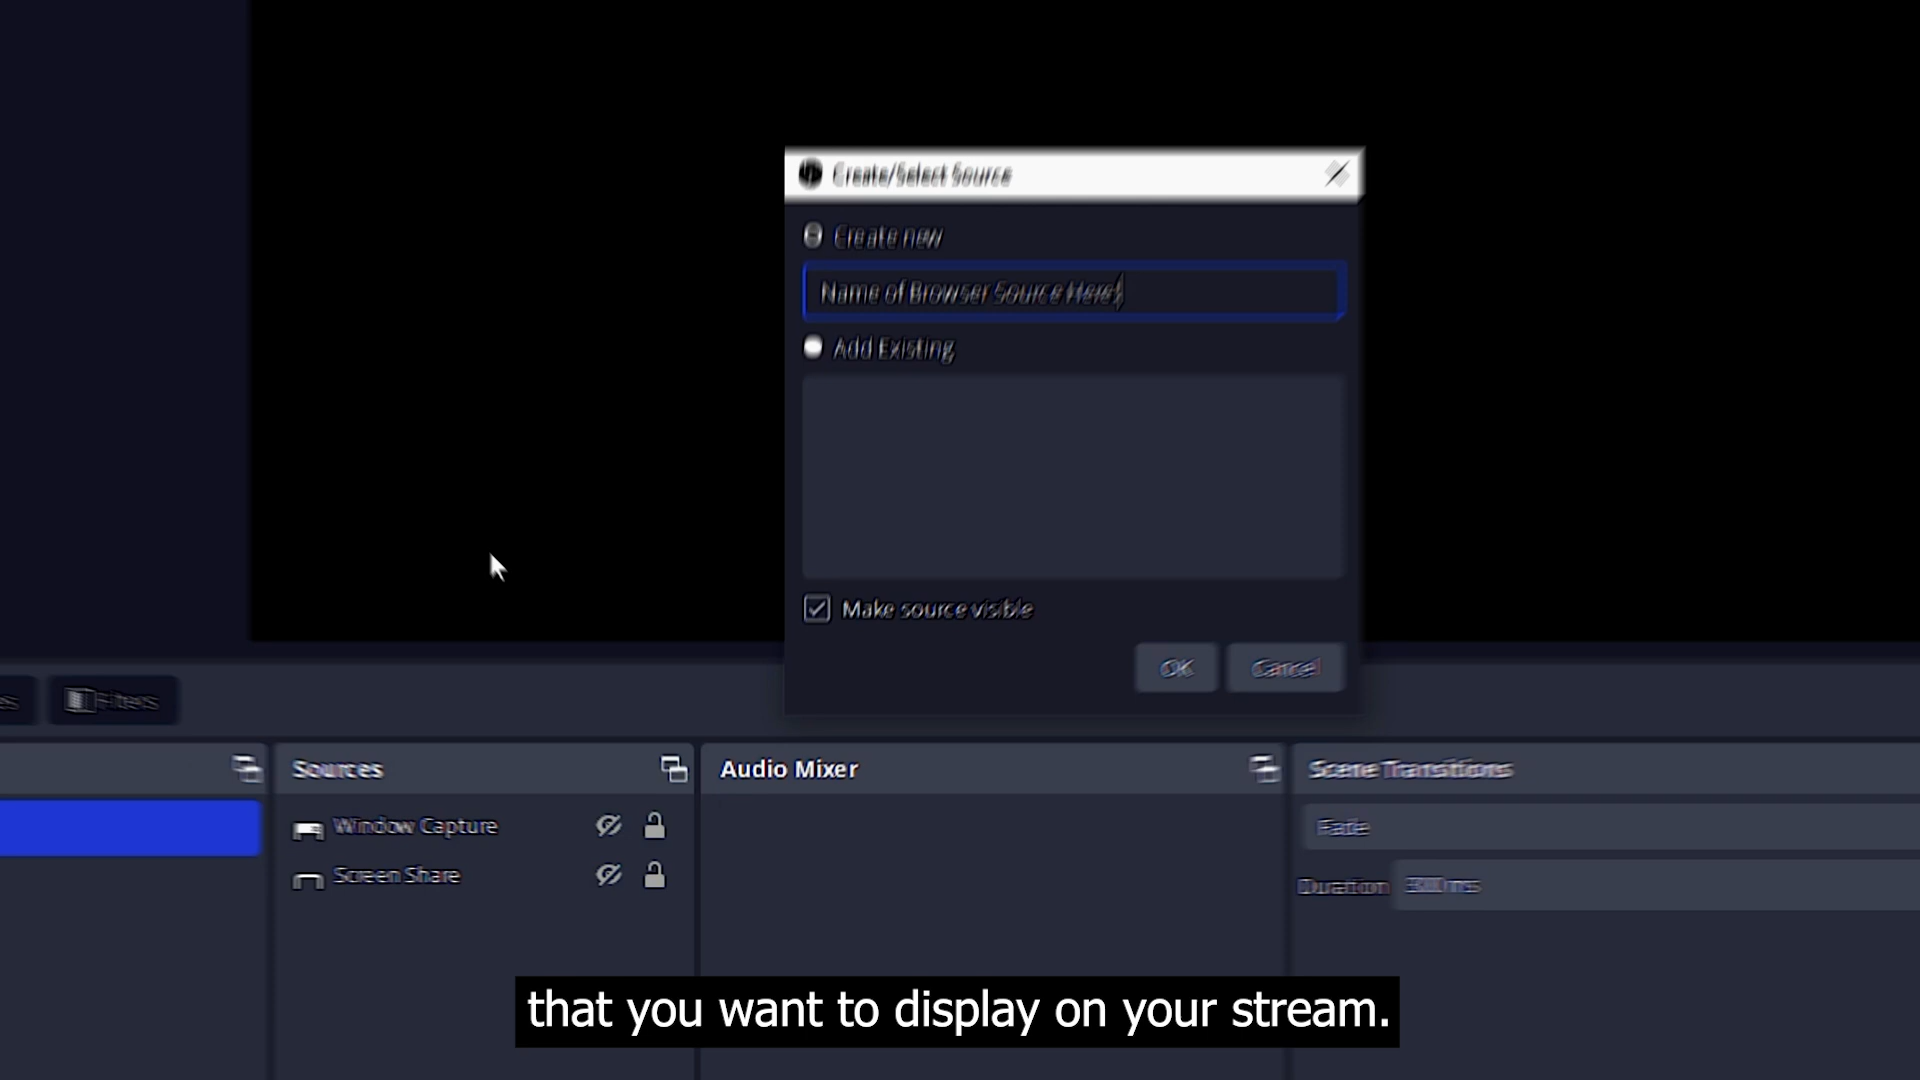 Create/Select Source
Create new
Name of Browser Source Here
Add Existing
Make source visible
OK
Cancel
Filters
Sources
Audio Mixer
Scene Transitions
Window Capture
Fade
Screen Share
Duration
that you want to display on your stream.